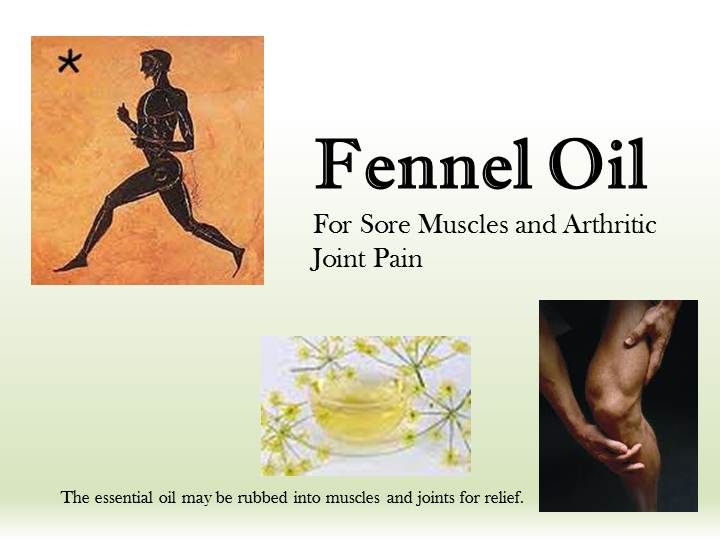 *
Fennel Oil
For Sore Muscles and Arthritic
Joint Pain
The essential oil may be rubbed into muscles and joints for relief.